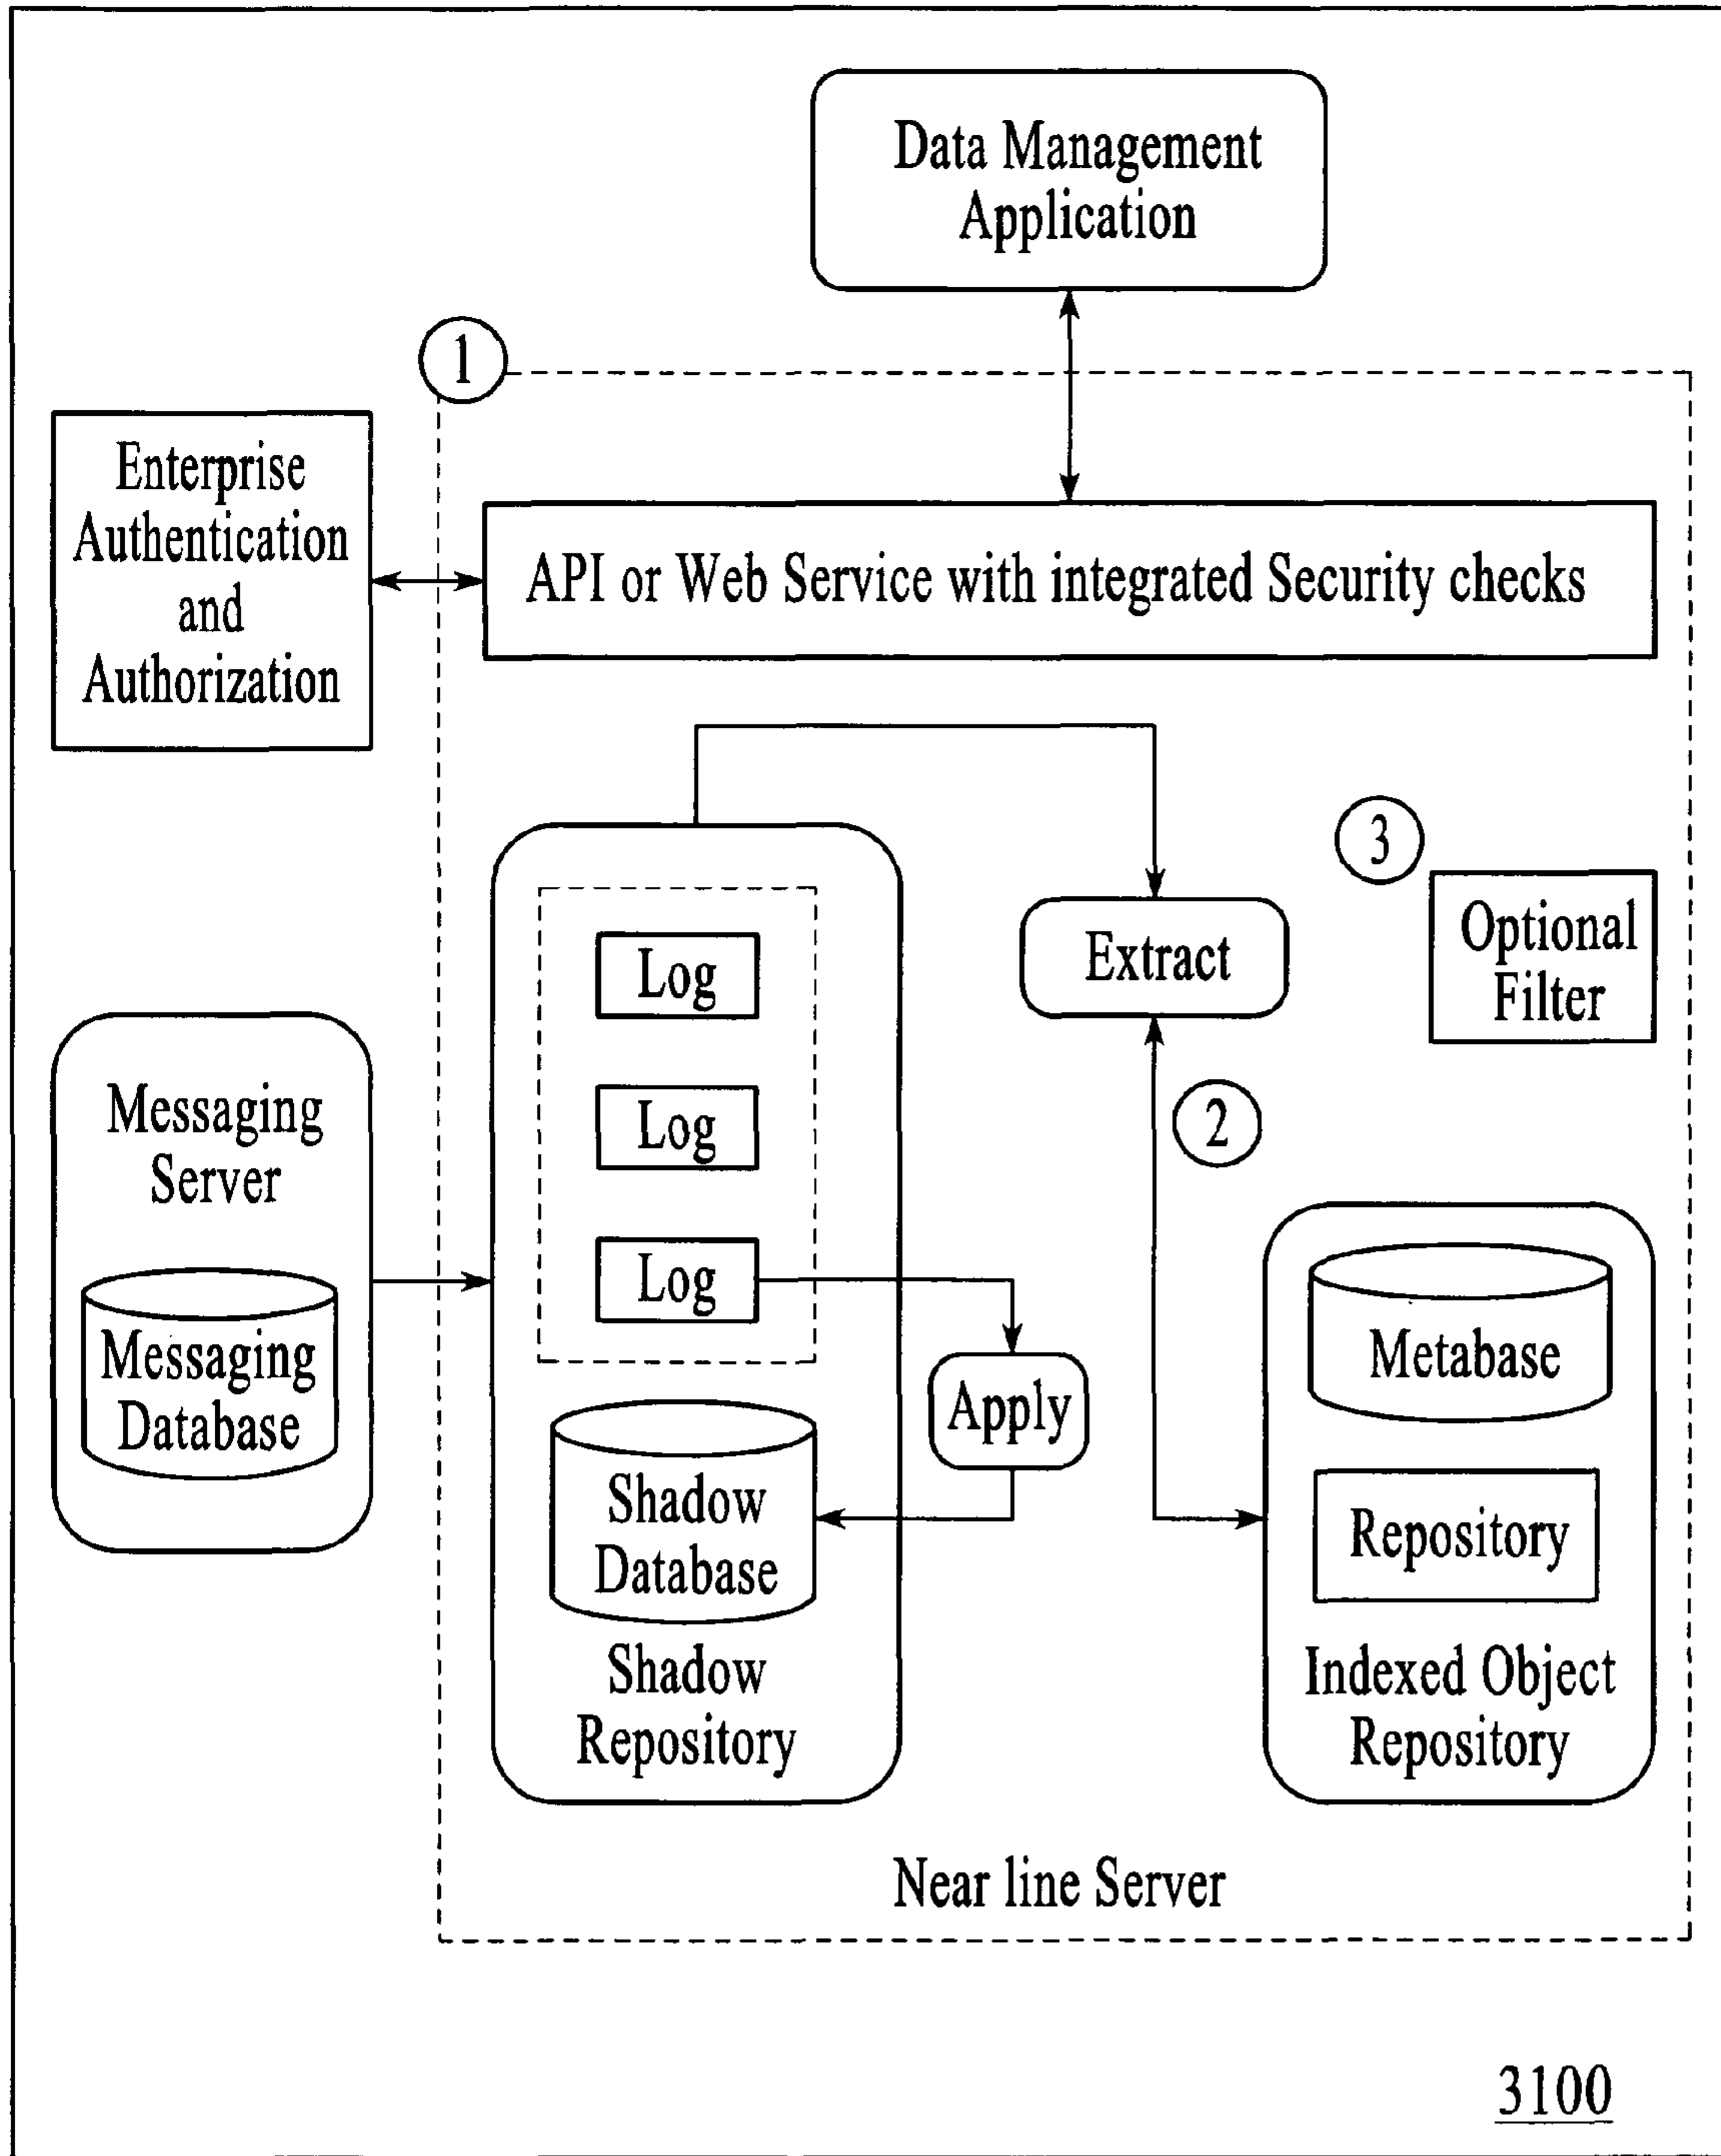 Data Management
Application
1
Enterprise
Authentication
and
Authorization
API or Web Service with integrated Security checks
3
Optional
Filter
Extract
Log
Log
Log
2
Messaging
Server
Messaging
Database
Apply
Shadow
Database
Shadow
Repository
Metabase
Repository
Indexed Object
Repository
Near line Server
3100